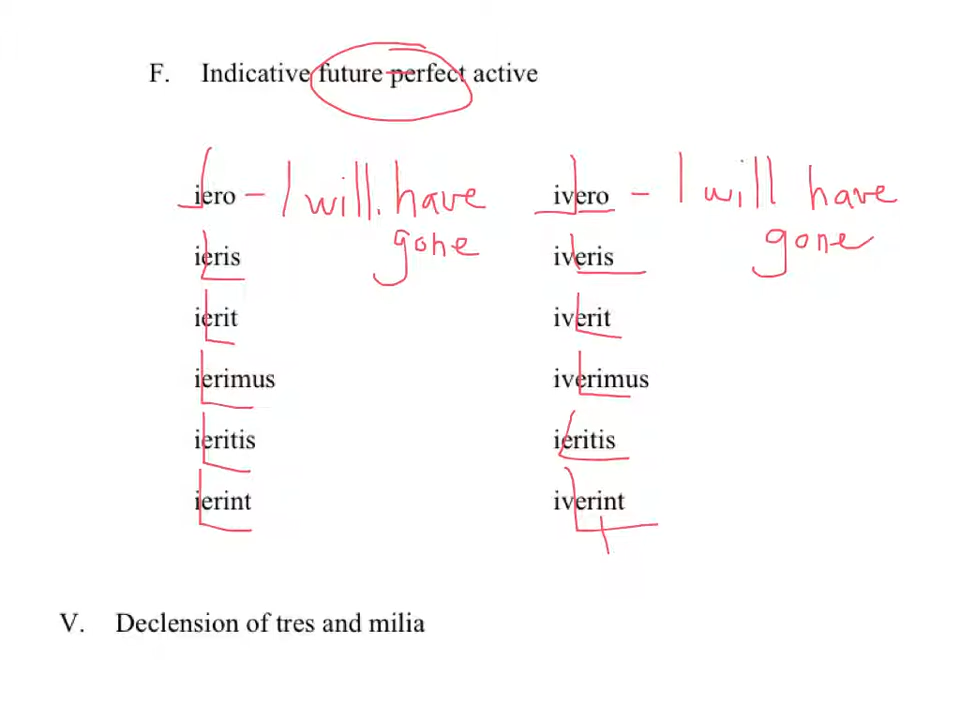 F. Indicative future perfect active
iero – I will have
gone
ivero – I will have
gone
ieris
iveris
ierit
iverit
ierimus
iverimus
ieritis
ieritis
ierint
iverint
V. Declension of tres and milia